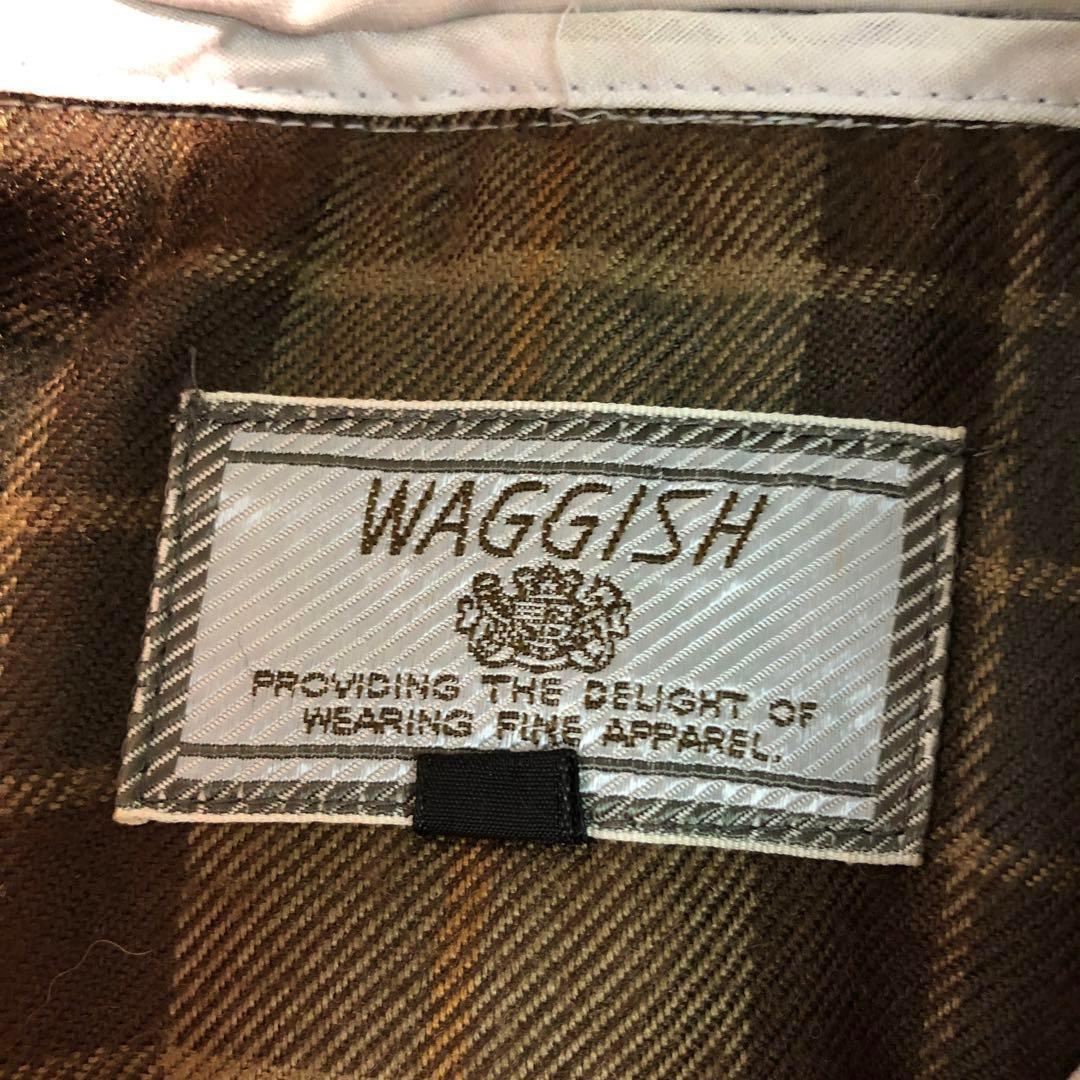 WAGGISH
PROVIDING THE DELIGHT OF
WEARING FINE APPAREL.